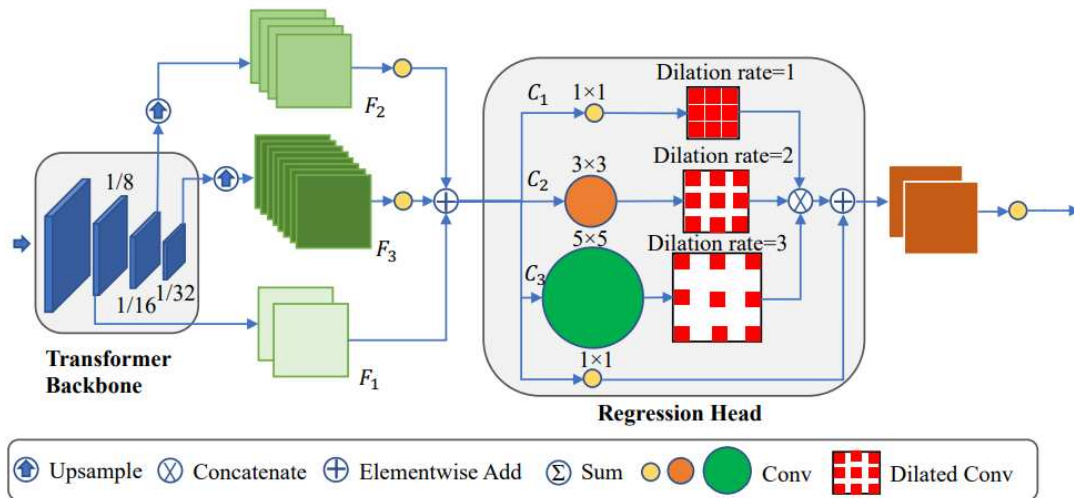 F₂
1/8
1/16
1/32
F₃
F₁
Transformer
Backbone
C₁
1×1
Dilation rate=1
C₂
3×3
Dilation rate=2
5×5
C₃
Dilation rate=3
1×1
Regression Head
Upsample
Concatenate
Elementwise Add
Σ Sum
Conv
Dilated Conv